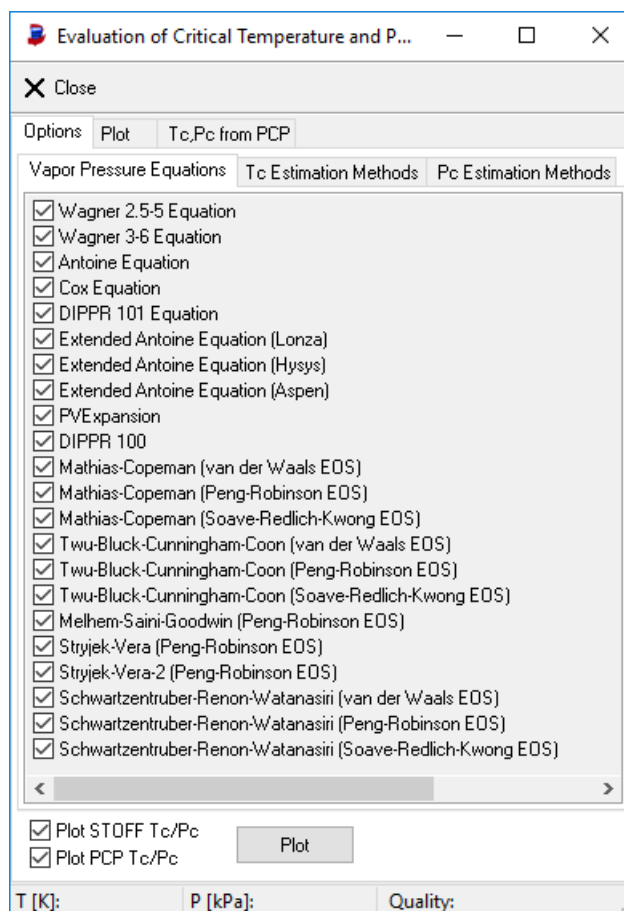 Evaluation of Critical Temperature and P...
Close
Options Plot Tc,Pc from PCP
Vapor Pressure Equations Tc Estimation Methods Pc Estimation Methods
Wagner 2.5-5 Equation
Wagner 3-6 Equation
Antoine Equation
Cox Equation
DIPPR 101 Equation
Extended Antoine Equation (Lonza)
Extended Antoine Equation (Hysys)
Extended Antoine Equation (Aspen)
PVExpansion
DIPPR 100
Mathias-Copeman (van der Waals EOS)
Mathias-Copeman (Peng-Robinson EOS)
Mathias-Copeman (Soave-Redlich-Kwong EOS)
Twu-Bluck-Cunningham-Coon (van der Waals EOS)
Twu-Bluck-Cunningham-Coon (Peng-Robinson EOS)
Twu-Bluck-Cunningham-Coon (Soave-Redlich-Kwong EOS)
Melhem-Saini-Goodwin (Peng-Robinson EOS)
Stryjek-Vera (Peng-Robinson EOS)
Stryjek-Vera-2 (Peng-Robinson EOS)
Schwartzentruber-Renon-Watanasiri (van der Waals EOS)
Schwartzentruber-Renon-Watanasiri (Peng-Robinson EOS)
Schwartzentruber-Renon-Watanasiri (Soave-Redlich-Kwong EOS)
Plot STOFF Tc/Pc
Plot PCP Tc/Pc
Plot
T [K]: P [kPa]: Quality: